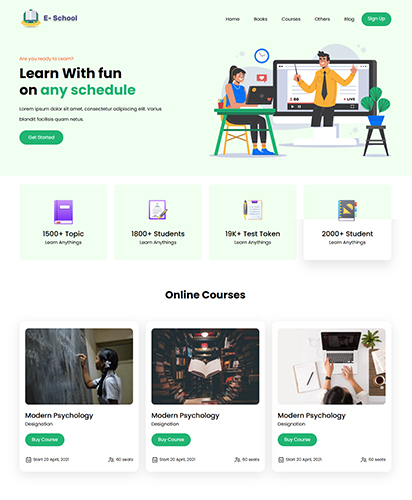 E- School
Home Books Courses Others Blog Sign Up
Are you ready to Learn?
Learn With fun
on any schedule
Lorem ipsum dolor sit amet, consectetur adipiscing elit. Varius
blandit facilisis quam netus.
Get Started
LIVE
1500+ Topic
Learn Anythings
1800+ Students
Learn Anythings
19K+ Test Token
Learn Anythings
2000+ Student
Learn Anythings
Online Courses
Modern Psychology
Designation
Buy Course
Start 20 April, 2021 60 seats
Modern Psychology
Designation
Buy Course
Start 20 April, 2021 60 seats
Modern Psychology
Designation
Buy Course
Start 20 April, 2021 60 seats